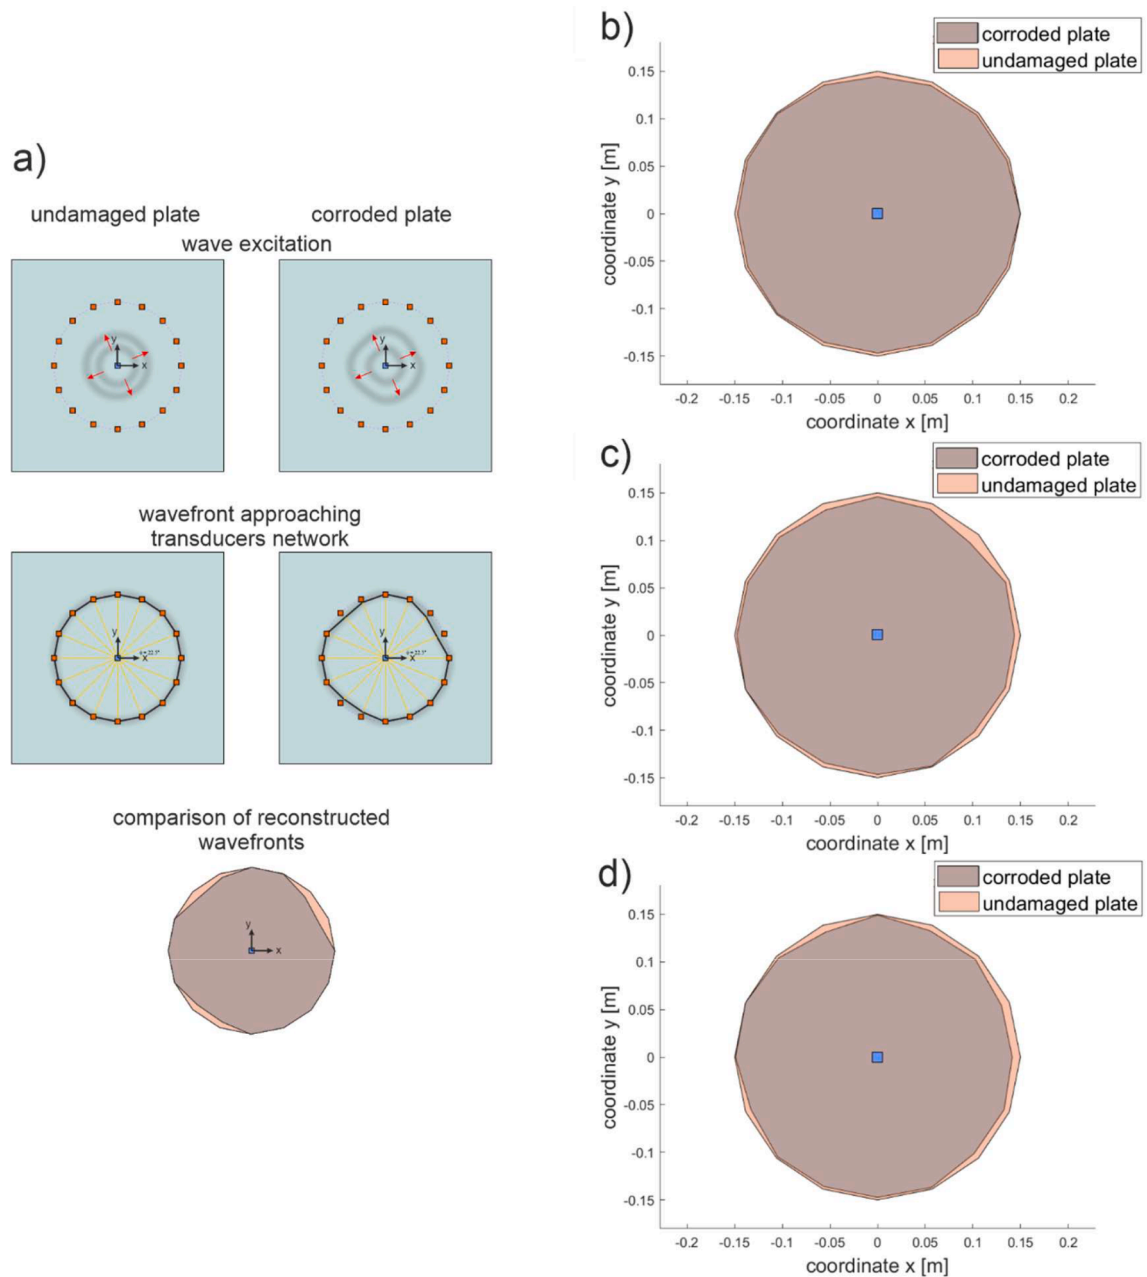 a)
undamaged plate
corroded plate
wave excitation
y
x
y
x
wavefront approaching
transducers network
y
x
y
x
comparison of reconstructed
wavefronts
y
x
b)
corroded plate
undamaged plate
coordinate y [m]
0.15
0.1
0.05
0
-0.05
-0.1
-0.15
-0.2 -0.15 -0.1 -0.05 0 0.05 0.1 0.15 0.2
coordinate x [m]
c)
corroded plate
undamaged plate
coordinate y [m]
0.15
0.1
0.05
0
-0.05
-0.1
-0.15
-0.2 -0.15 -0.1 -0.05 0 0.05 0.1 0.15 0.2
coordinate x [m]
d)
corroded plate
undamaged plate
coordinate y [m]
0.15
0.1
0.05
0
-0.05
-0.1
-0.15
-0.2 -0.15 -0.1 -0.05 0 0.05 0.1 0.15 0.2
coordinate x [m]